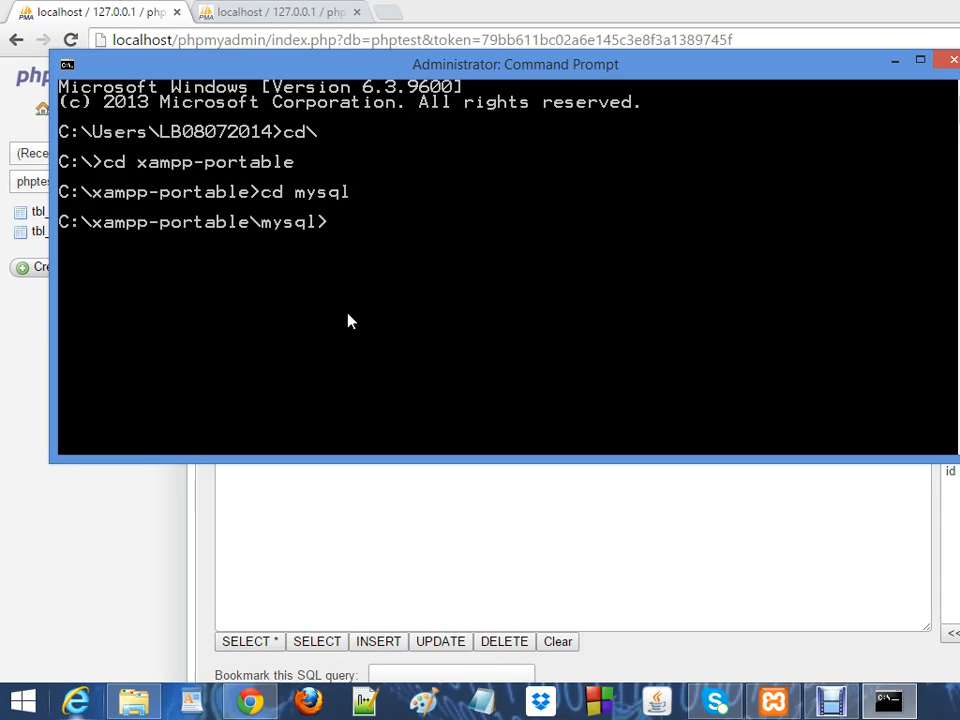 localhost / 127.0.0.1 / php
localhost / 127.0.0.1 / php
localhost/phpmyadmin/index.php?db=phptest&token=79bb611bc02a6e145c3e8f3a1389745f
php
Administrator: Command Prompt
Microsoft Windows [Version 6.3.9600]
(c) 2013 Microsoft Corporation. All rights reserved.
C:\Users\LB08072014>cd\
C:\>cd xampp-portable
C:\xampp-portable>cd mysql
C:\xampp-portable\mysql>
(Rece
phptes
tbl_
tbl_
Cre
id
<<
SELECT *
SELECT
INSERT
UPDATE
DELETE
Clear
Bookmark this SQL query: